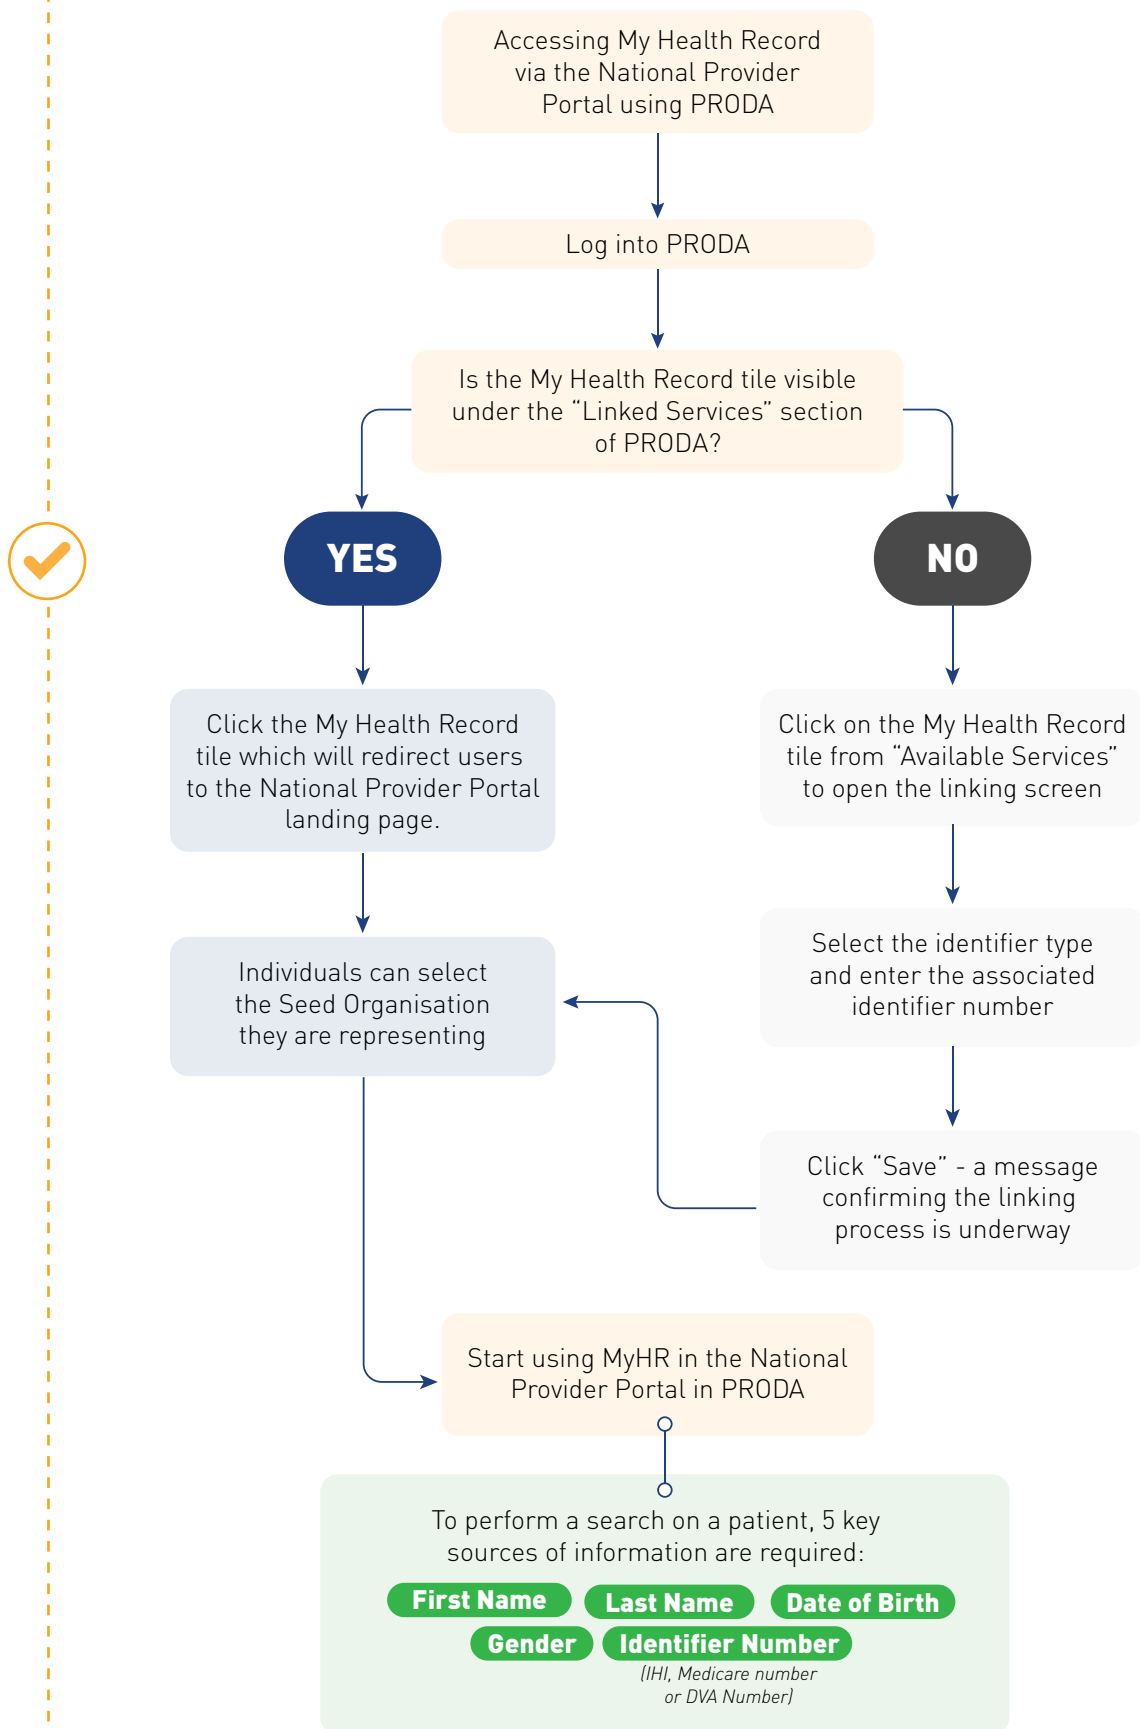 Accessing My Health Record
via the National Provider
Portal using PRODA
Log into PRODA
Is the My Health Record tile visible
under the “Linked Services” section
of PRODA?
YES
NO
Click the My Health Record
tile which will redirect users
to the National Provider Portal
landing page.
Click on the My Health Record
tile from “Available Services”
to open the linking screen
Individuals can select
the Seed Organisation
they are representing
Select the identifier type
and enter the associated
identifier number
Click “Save” - a message
confirming the linking
process is underway
Start using MyHR in the National
Provider Portal in PRODA
To perform a search on a patient, 5 key
sources of information are required:
First Name Last Name Date of Birth
Gender Identifier Number
(IHI, Medicare number
or DVA Number)